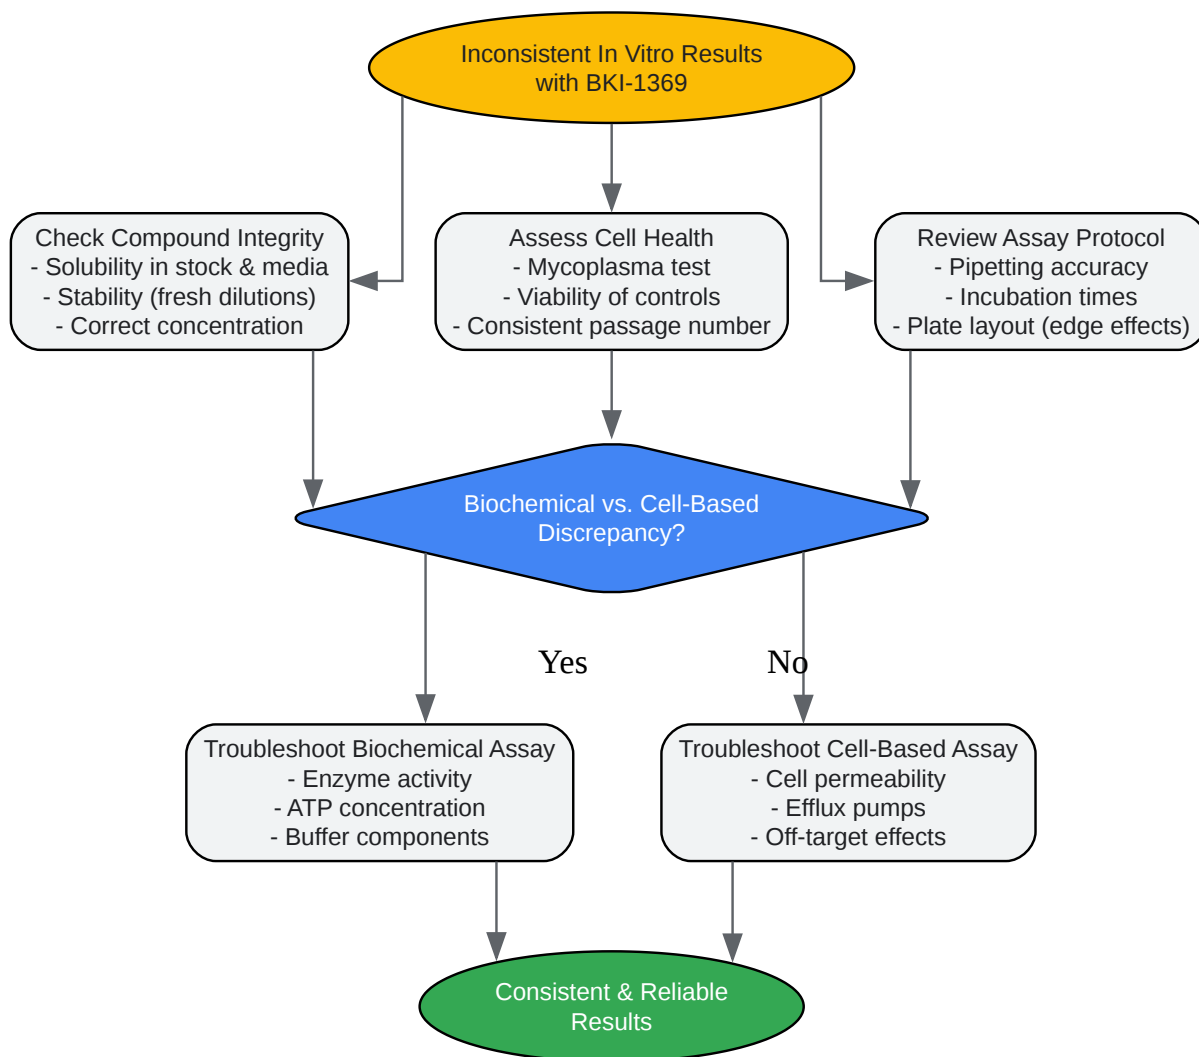 Inconsistent In Vitro Results
with BKI-1369
Check Compound Integrity
- Solubility in stock & media
- Stability (fresh dilutions)
- Correct concentration
Assess Cell Health
- Mycoplasma test
- Viability of controls
- Consistent passage number
Review Assay Protocol
- Pipetting accuracy
- Incubation times
- Plate layout (edge effects)
Biochemical vs. Cell-Based
Discrepancy?
Yes
No
Troubleshoot Biochemical Assay
- Enzyme activity
- ATP concentration
- Buffer components
Troubleshoot Cell-Based Assay
- Cell permeability
- Efflux pumps
- Off-target effects
Consistent & Reliable
Results